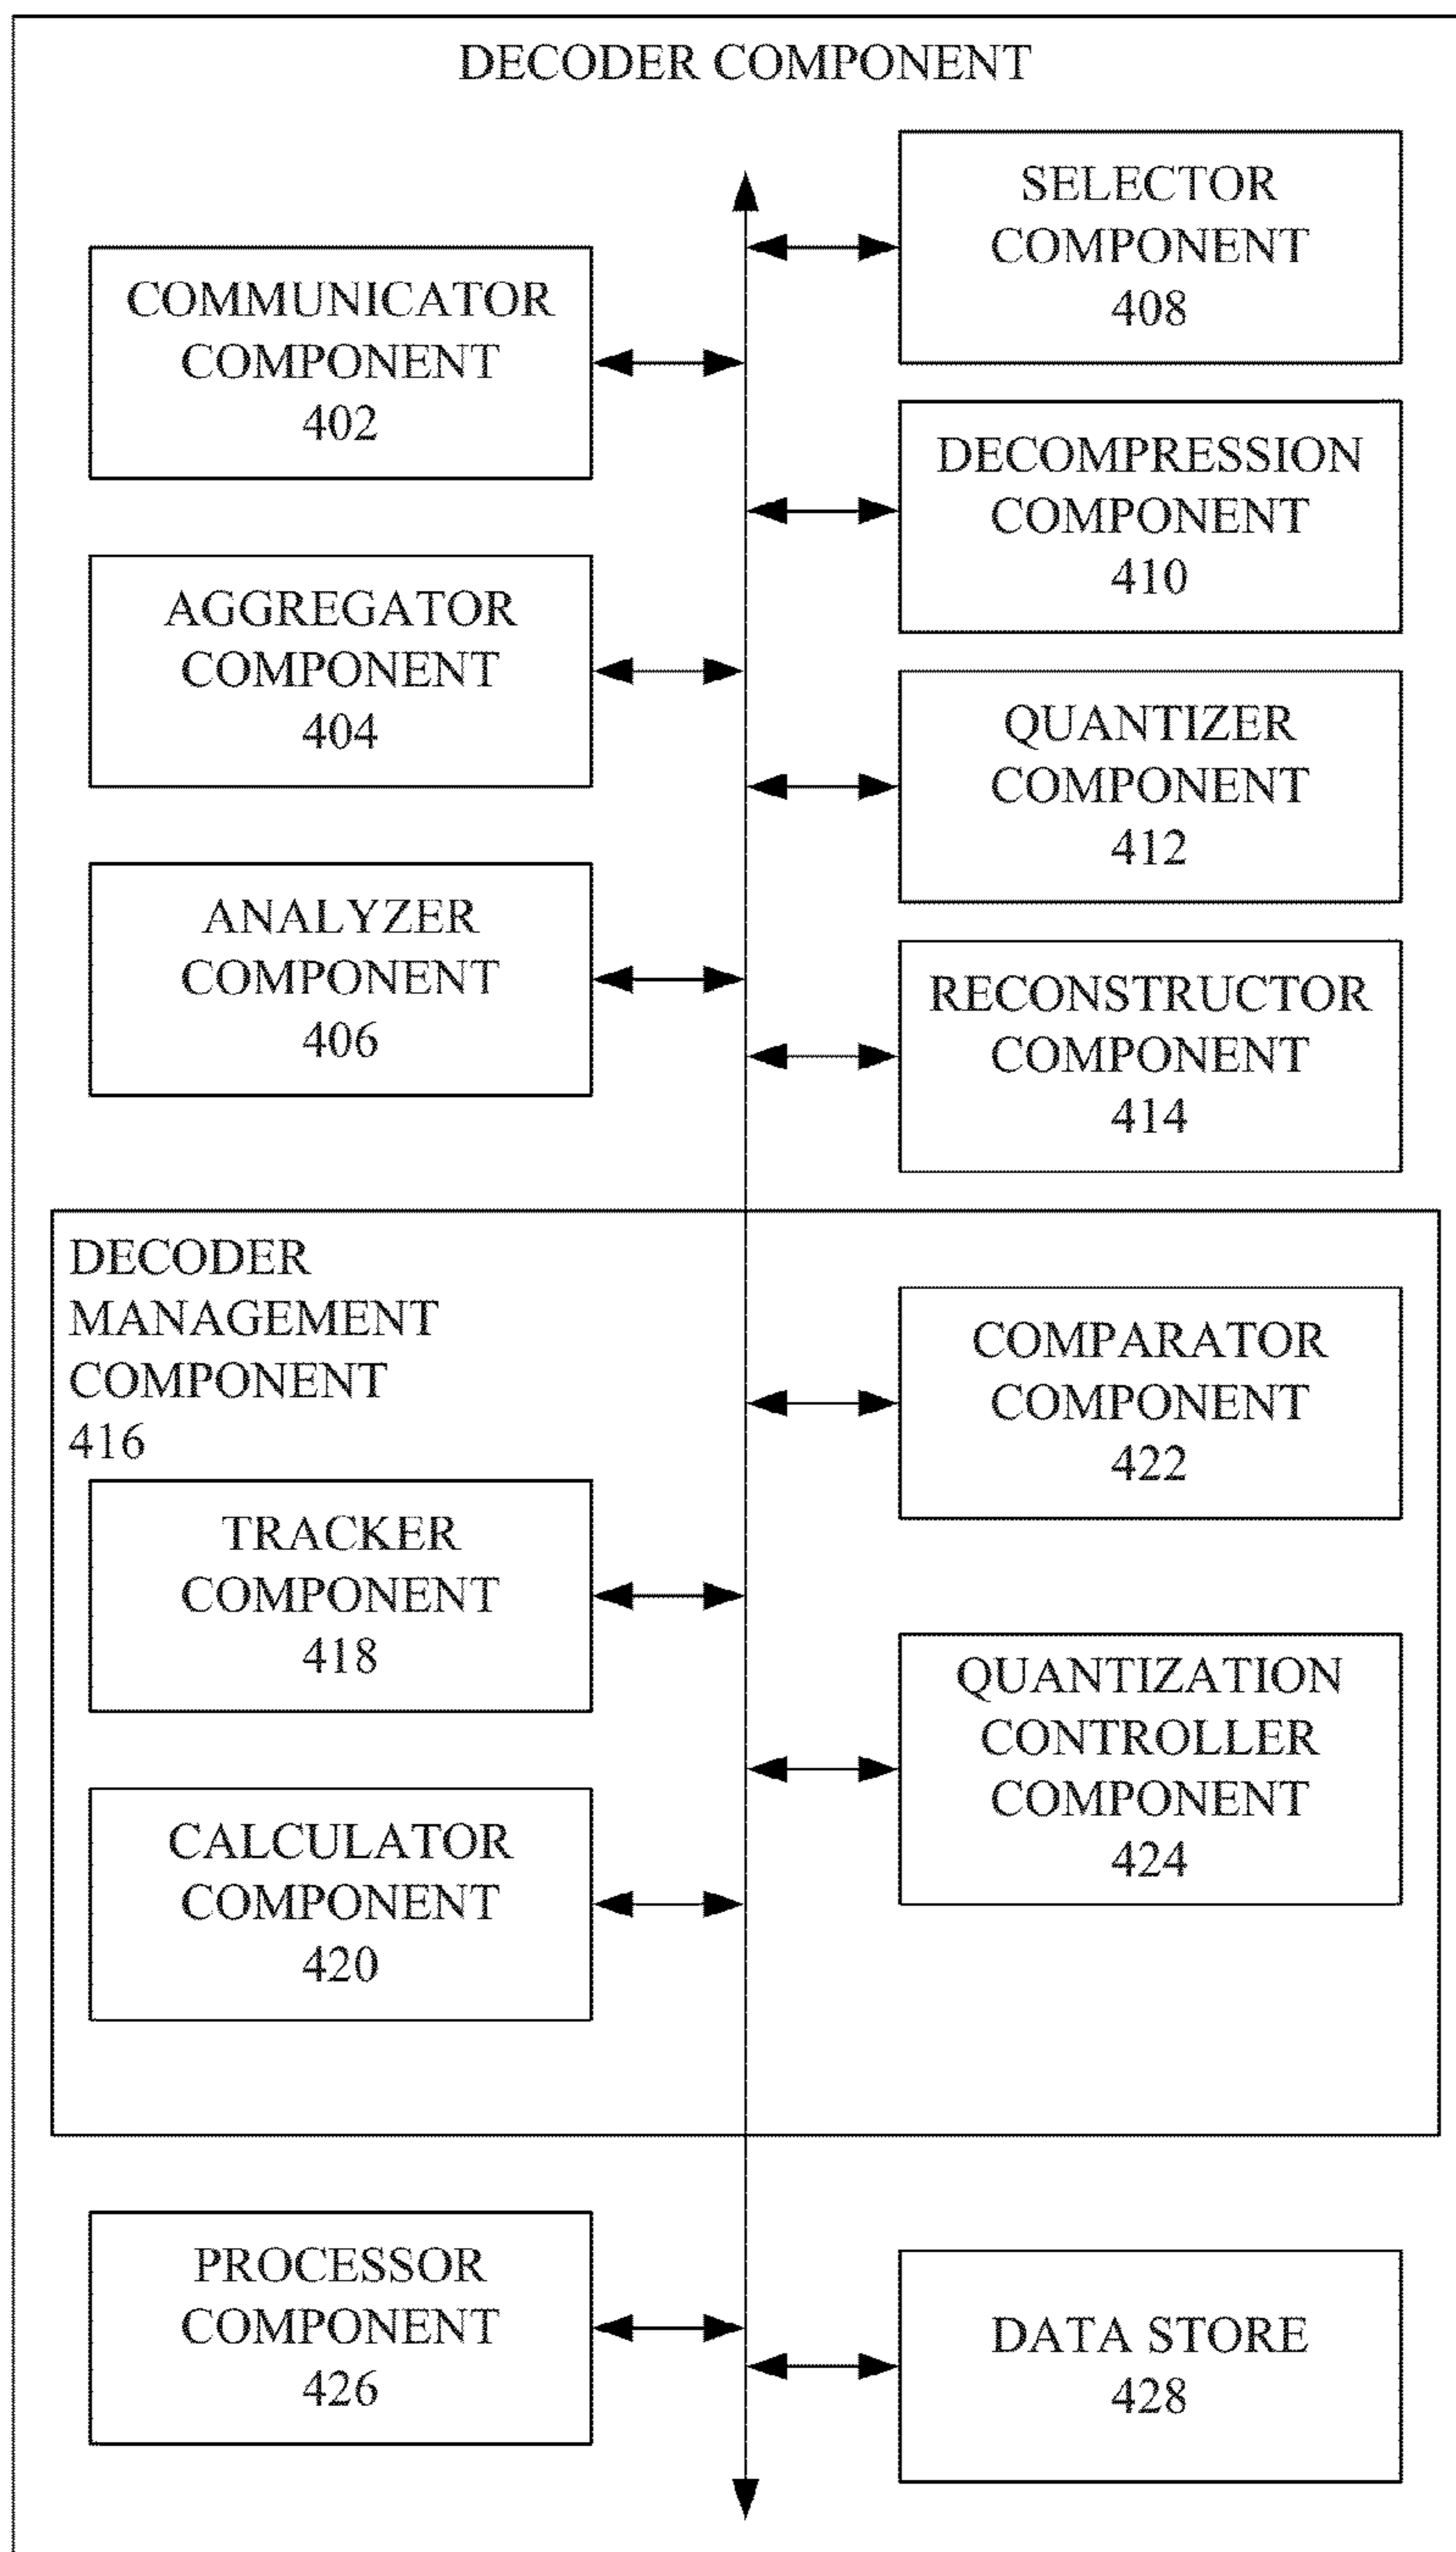 DECODER COMPONENT
COMMUNICATOR
COMPONENT
402
AGGREGATOR
COMPONENT
404
ANALYZER
COMPONENT
406
SELECTOR
COMPONENT
408
DECOMPRESSION
COMPONENT
410
QUANTIZER
COMPONENT
412
RECONSTRUCTOR
COMPONENT
414
DECODER
MANAGEMENT
COMPONENT
416
TRACKER
COMPONENT
418
CALCULATOR
COMPONENT
420
COMPARATOR
COMPONENT
422
QUANTIZATION
CONTROLLER
COMPONENT
424
PROCESSOR
COMPONENT
426
DATA STORE
428